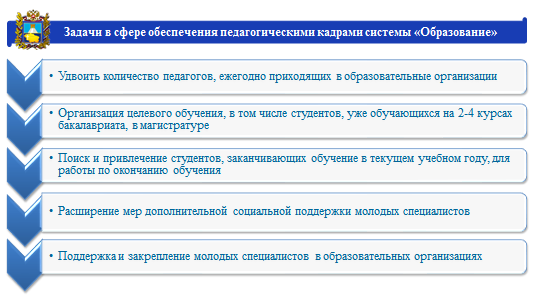 Задачи в сфере обеспечения педагогическими кадрами системы «Образование»
• Удвоить количество педагогов, ежегодно приходящих в образовательные организации
• Организация целевого обучения, в том числе студентов, уже обучающихся на 2-4 курсах
бакалавриата, в магистратуре
• Поиск и привлечение студентов, заканчивающих обучение в текущем учебном году, для
работы по окончанию обучения
• Расширение мер дополнительной социальной поддержки молодых специалистов
• Поддержка и закрепление молодых специалистов в образовательных организациях